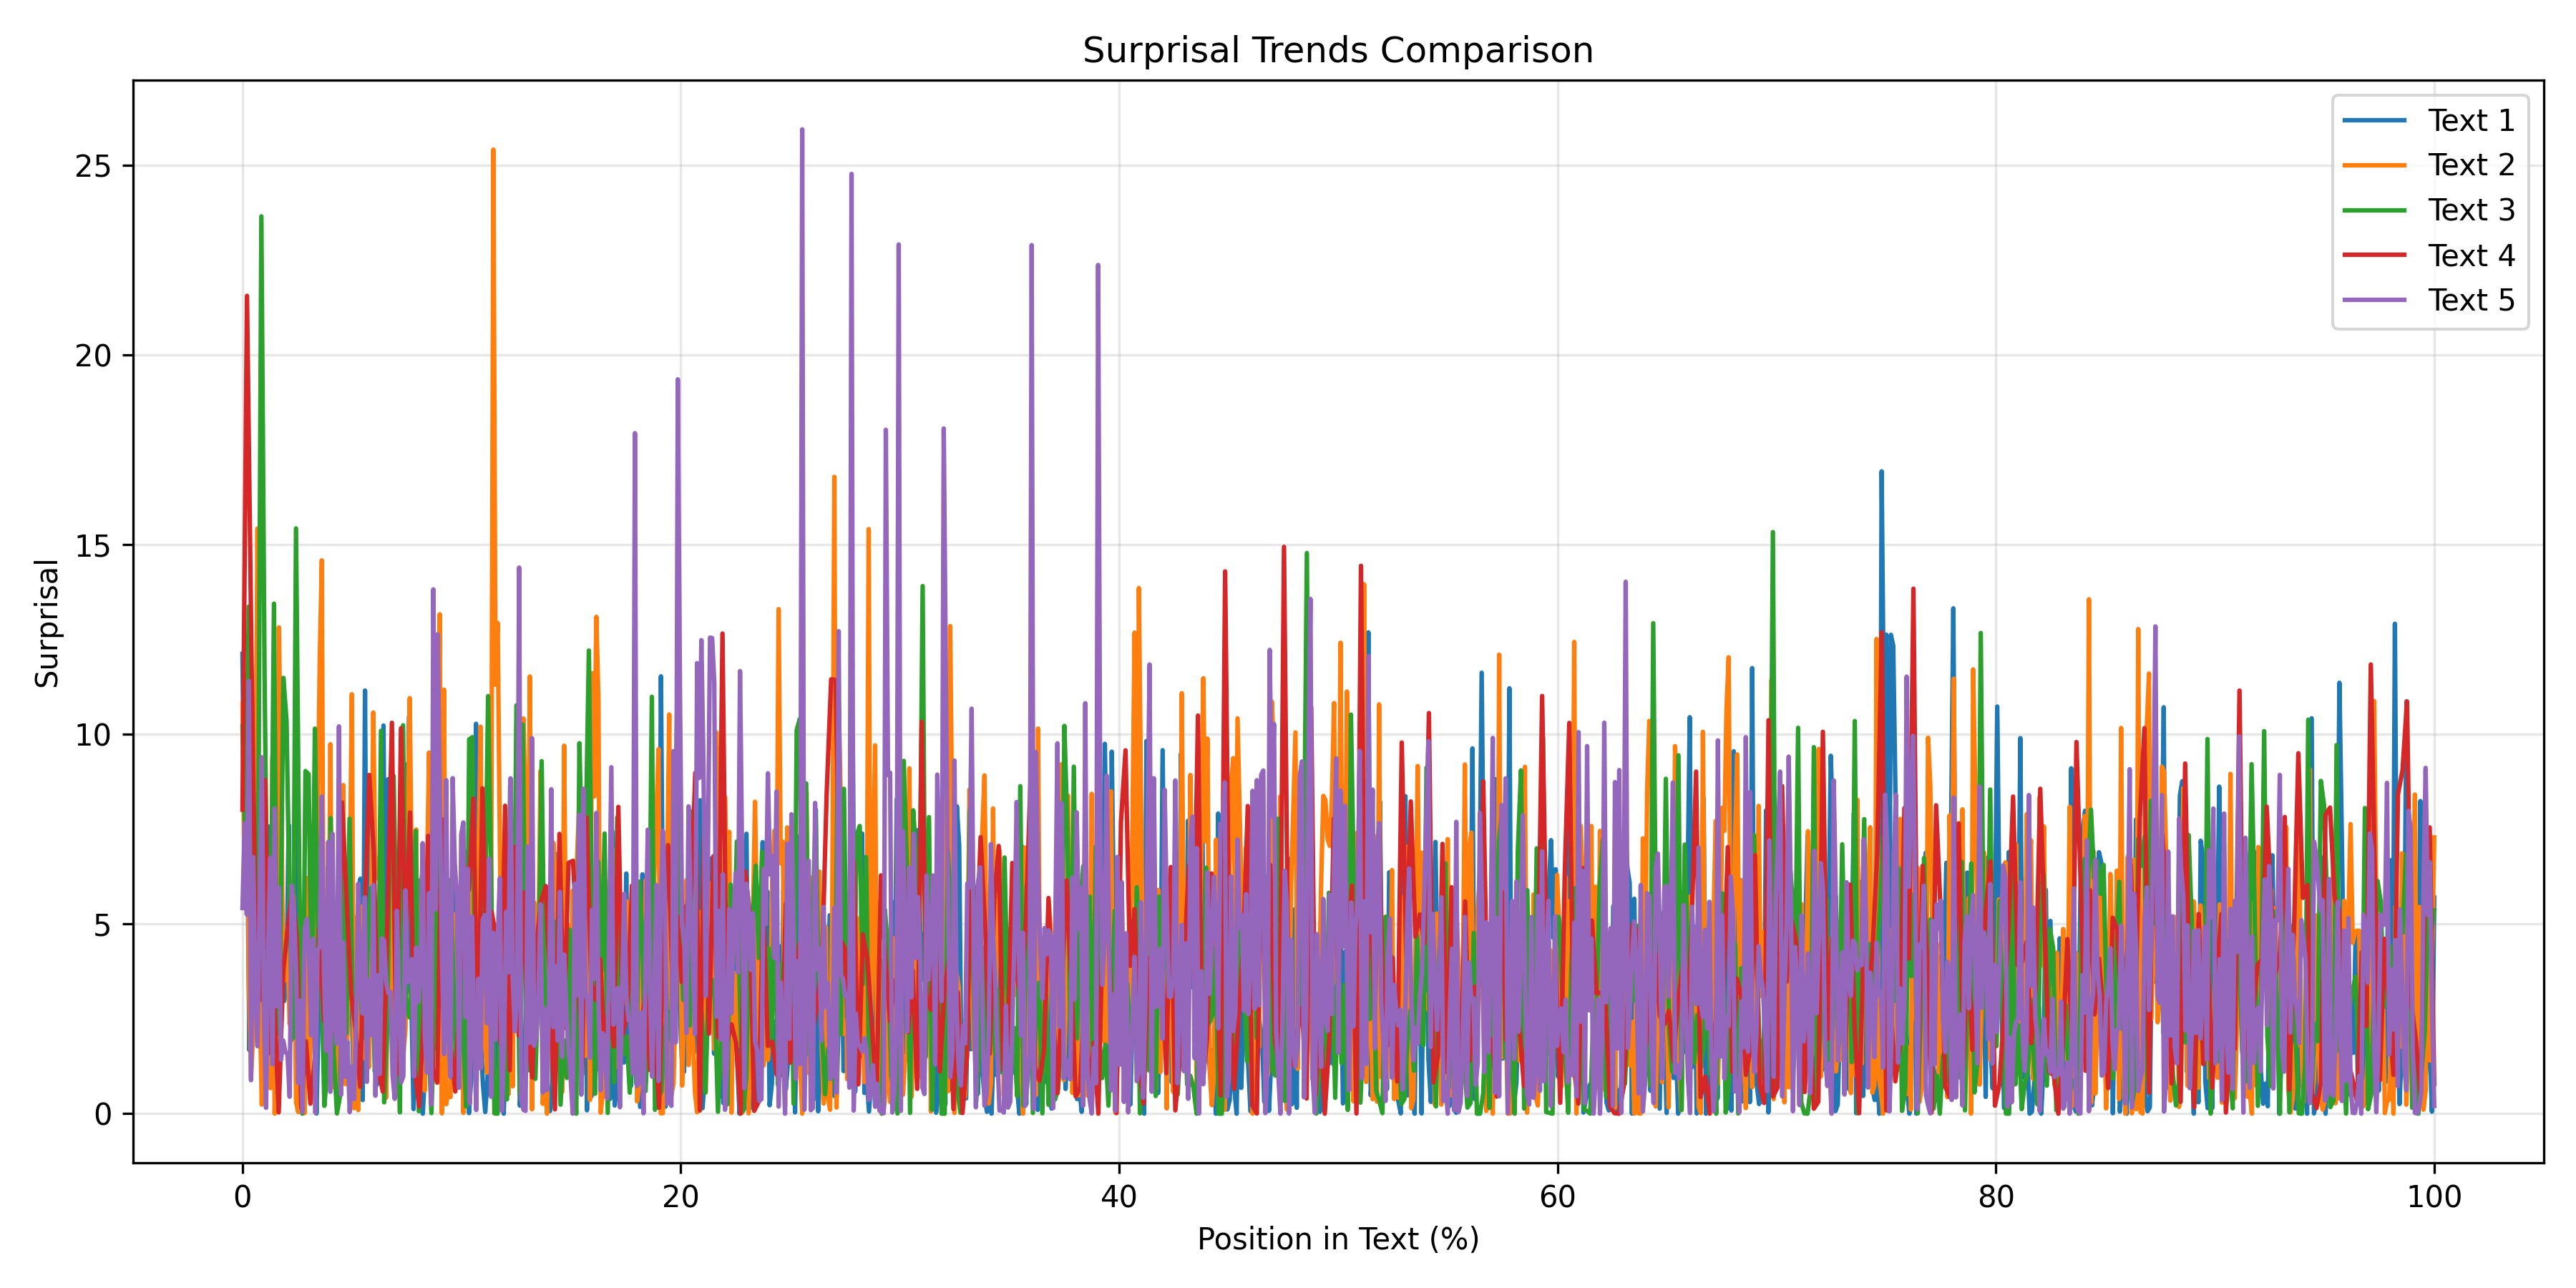 Surprisal Trends Comparison
Text 1
Text 2
Text 3
Text 4
Text 5
Surprisal
25
20
15
10
5
0
0 20 40 60 80 100
Position in Text (%)